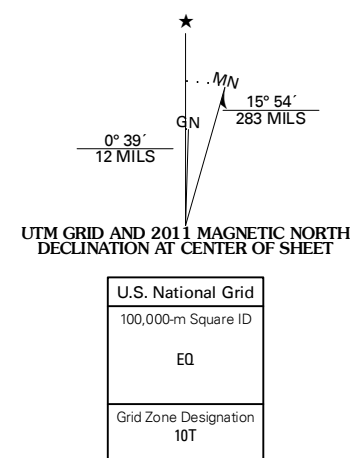 ★
MN
GN
15° 54´
283 MILS
0° 39´
12 MILS
UTM GRID AND 2011 MAGNETIC NORTH
DECLINATION AT CENTER OF SHEET
U.S. National Grid
100,000-m Square ID
EQ
Grid Zone Designation
10T